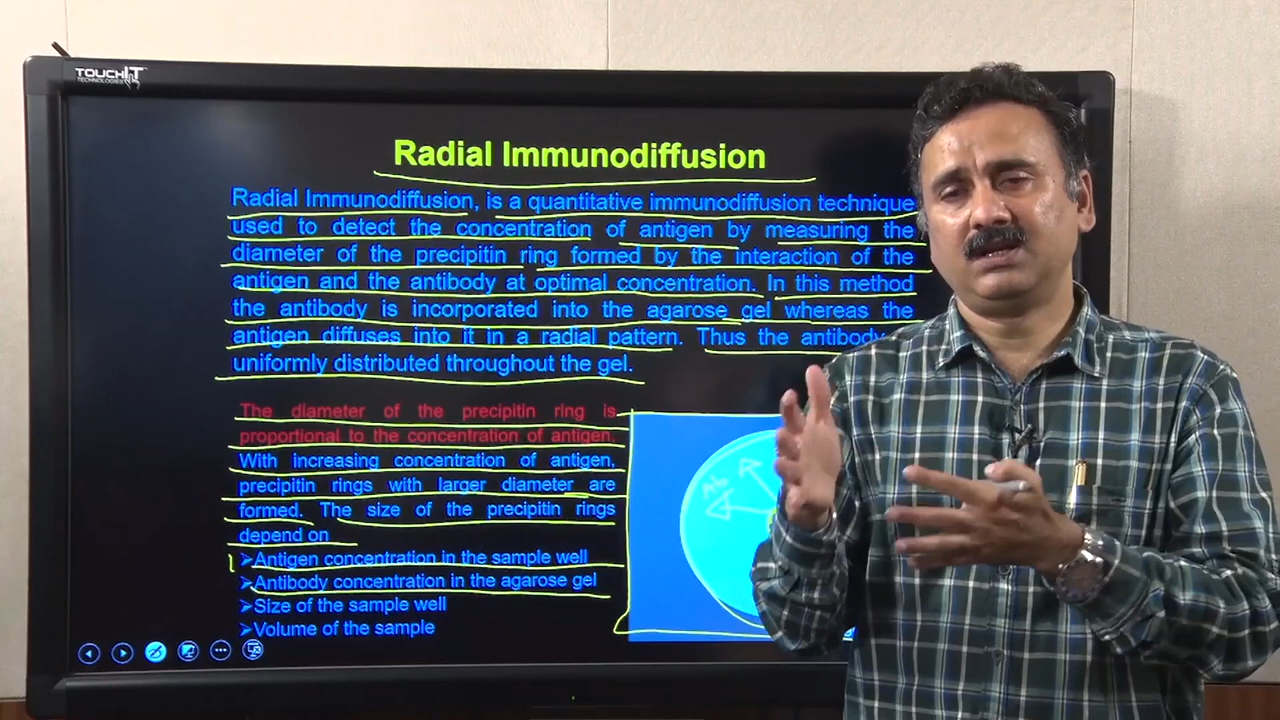 TOUCHIT
TECHNOLOGIES
Radial Immunodiffusion
Radial Immunodiffusion, is a quantitative immunodiffusion technique
used to detect the concentration of antigen by measuring the
diameter of the precipitin ring formed by the interaction of the
antigen and the antibody at optimal concentration. In this method
the antibody is incorporated into the agarose gel whereas the
antigen diffuses into it in a radial pattern. Thus the antibody
uniformly distributed throughout the gel.
The diameter of the precipitin ring is
proportional to the concentration of antigen.
With increasing concentration of antigen,
precipitin rings with larger diameter are
formed. The size of the precipitin rings
depend on
Ab
➢Antigen concentration in the sample well
➢Antibody concentration in the agarose gel
➢Size of the sample well
➢Volume of the sample